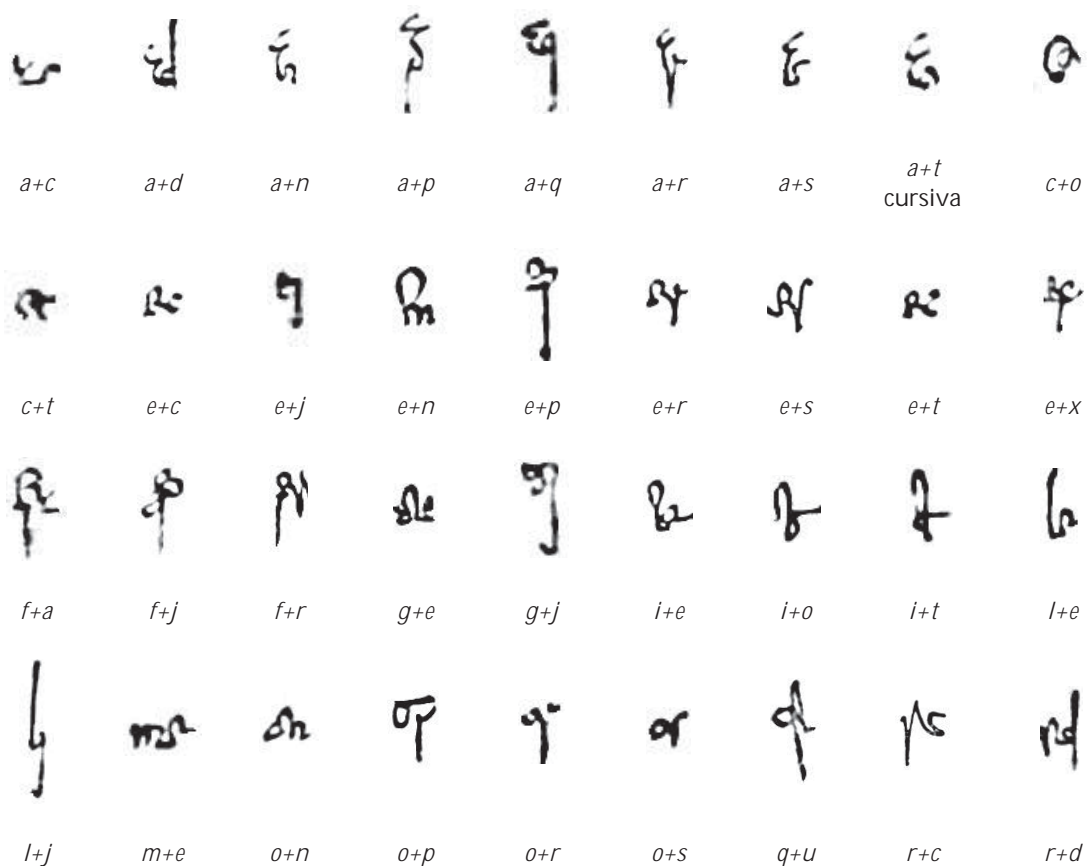 a+c a+d a+n a+p a+q a+r a+s a+t c+o
cursiva
c+t e+c e+j e+n e+p e+r e+s e+t e+x
f+a f+j f+r g+e g+j i+e i+o i+t l+e
l+j m+e o+n o+p o+r o+s q+u r+c r+d